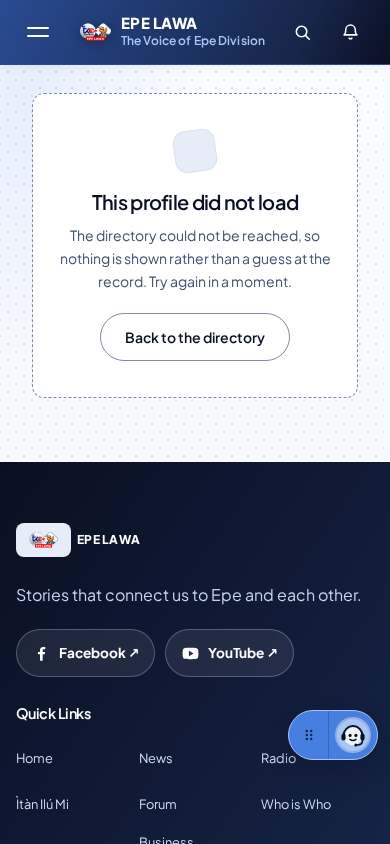 EPE LAWA
The Voice of Epe Division
This profile did not load
The directory could not be reached, so
nothing is shown rather than a guess at the
record. Try again in a moment.
Back to the directory
EPE LAWA
Stories that connect us to Epe and each other.
Facebook ↗
YouTube ↗
Quick Links
Home
News
Radio
Ìtàn Ilú Mi
Forum
Who is Who
Business